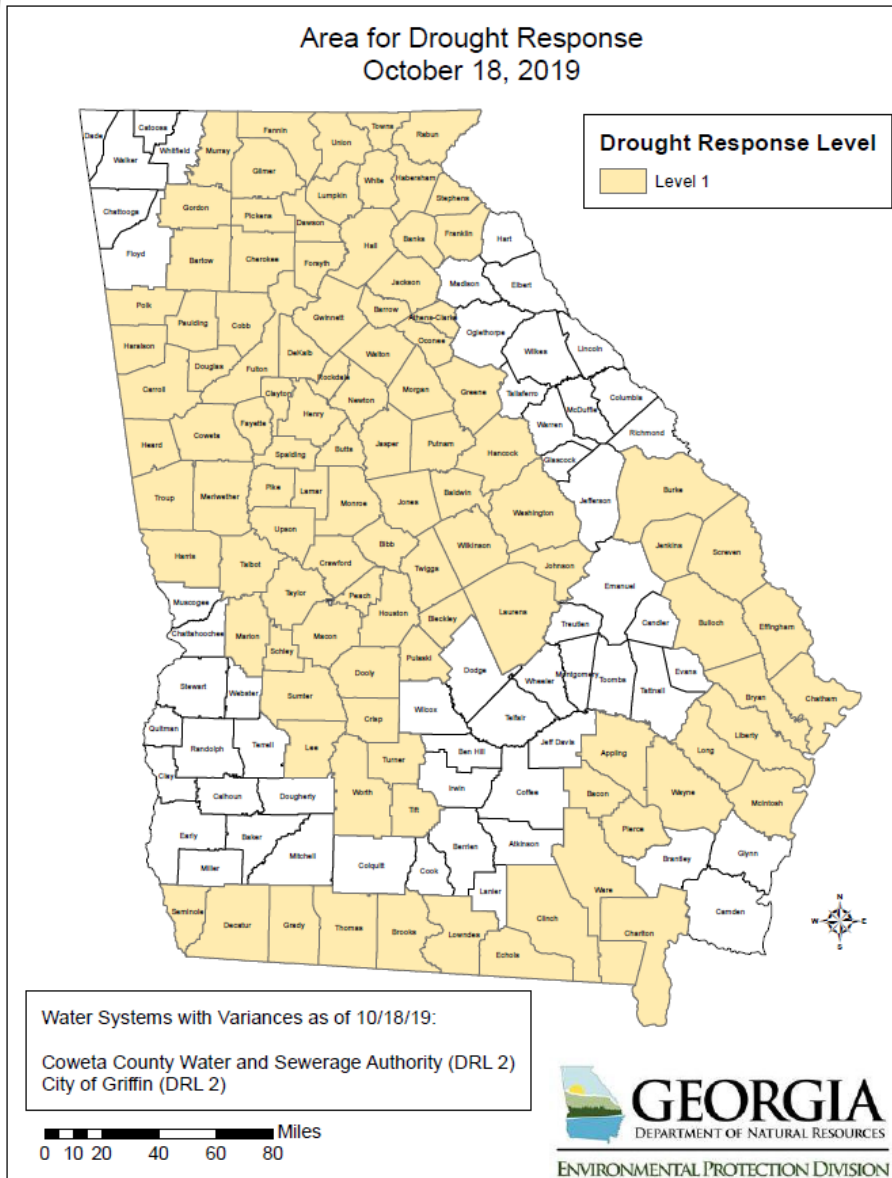 Area for Drought Response
October 18, 2019
Drought Response Level
Level 1
Dade
Catoosa
Walker
Whitfield
Murray
Fannin
Union
Towns
Rabun
Gilmer
Chattooga
Gordon
Pickens
Lumpkin
White
Habersham
Stephens
Dawson
Floyd
Bartow
Cherokee
Forsyth
Hall
Banks
Franklin
Hart
Polk
Jackson
Madison
Elbert
Paulding
Cobb
Gwinnett
Barrow
Athens-Clarke
Oglethorpe
Haralson
Douglas
Fulton
DeKalb
Walton
Oconee
Wilkes
Lincoln
Carroll
Clayton
Rockdale
Newton
Morgan
Greene
Taliaferro
McDuffie
Columbia
Heard
Coweta
Fayette
Henry
Warren
Richmond
Spalding
Butts
Jasper
Putnam
Hancock
Glascock
Troup
Meriwether
Pike
Lamar
Monroe
Jones
Baldwin
Washington
Jefferson
Burke
Upson
Harris
Talbot
Crawford
Bibb
Twiggs
Wilkinson
Johnson
Jenkins
Screven
Muscogee
Taylor
Peach
Houston
Bleckley
Laurens
Emanuel
Chattahoochee
Marion
Macon
Treutlen
Candler
Bulloch
Effingham
Schley
Pulaski
Stewart
Webster
Dooly
Dodge
Wheeler
Montgomery
Toombs
Tattnall
Evans
Bryan
Chatham
Sumter
Wilcox
Telfair
Quitman
Randolph
Terrell
Lee
Crisp
Ben Hill
Jeff Davis
Appling
Long
Liberty
Clay
Turner
Irwin
Coffee
Bacon
Wayne
McIntosh
Calhoun
Dougherty
Worth
Tift
Pierce
Early
Baker
Mitchell
Colquitt
Cook
Berrien
Atkinson
Ware
Brantley
Glynn
Miller
Lanier
Camden
Seminole
Decatur
Grady
Thomas
Brooks
Lowndes
Clinch
Echols
Charlton
N
W
E
S
Water Systems with Variances as of 10/18/19:
Coweta County Water and Sewerage Authority (DRL 2)
City of Griffin (DRL 2)
Miles
0 10 20 40 60 80
GEORGIA
DEPARTMENT OF NATURAL RESOURCES
ENVIRONMENTAL PROTECTION DIVISION